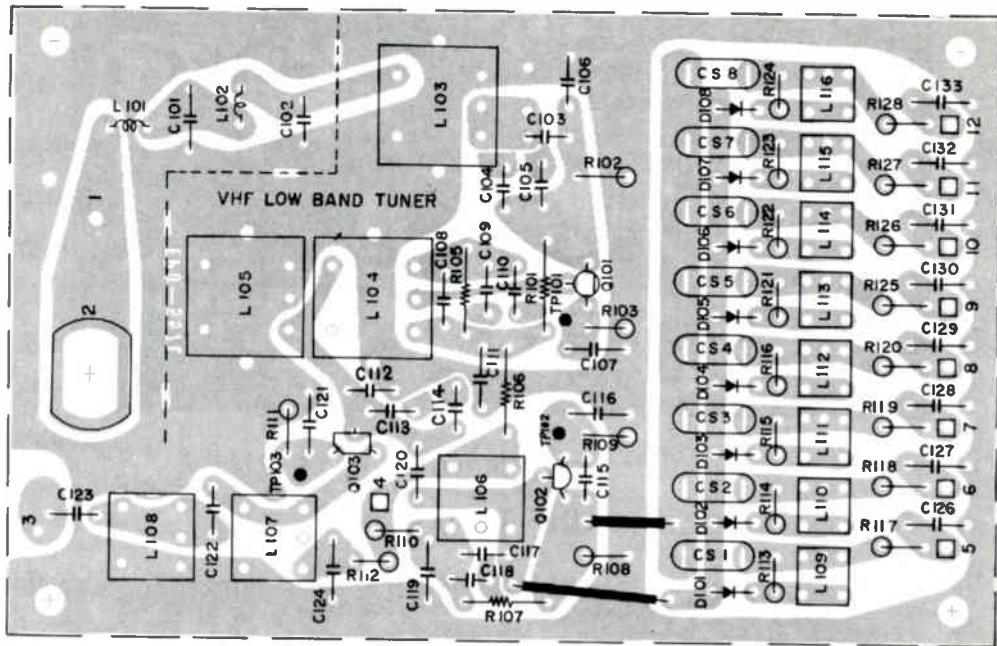 VHF LOW BAND TUNER
L101
C101
L102
C102
L103
C106
C103
C104
C105
R102
1
2
3
L105
L104
C108
R105
C109
C110
R101
TP101
Q101
R103
C107
C111
R106
C112
C113
C114
C121
R111
TP103
Q103
4
C120
L106
TP102
C116
R109
Q102
C115
R108
C117
C118
R107
C119
R110
R112
C124
L107
C122
L108
C123
CS8
D108
R124
L116
R128
C133
12
CS7
D107
R123
L115
R127
C132
11
CS6
D106
R122
L114
R126
C131
10
CS5
D105
R121
L113
R125
C130
9
CS4
D104
R116
L112
R120
C129
8
CS3
D103
R115
L111
R119
C128
7
CS2
D102
R114
L110
R118
C127
6
CS1
D101
R113
L109
R117
C126
5